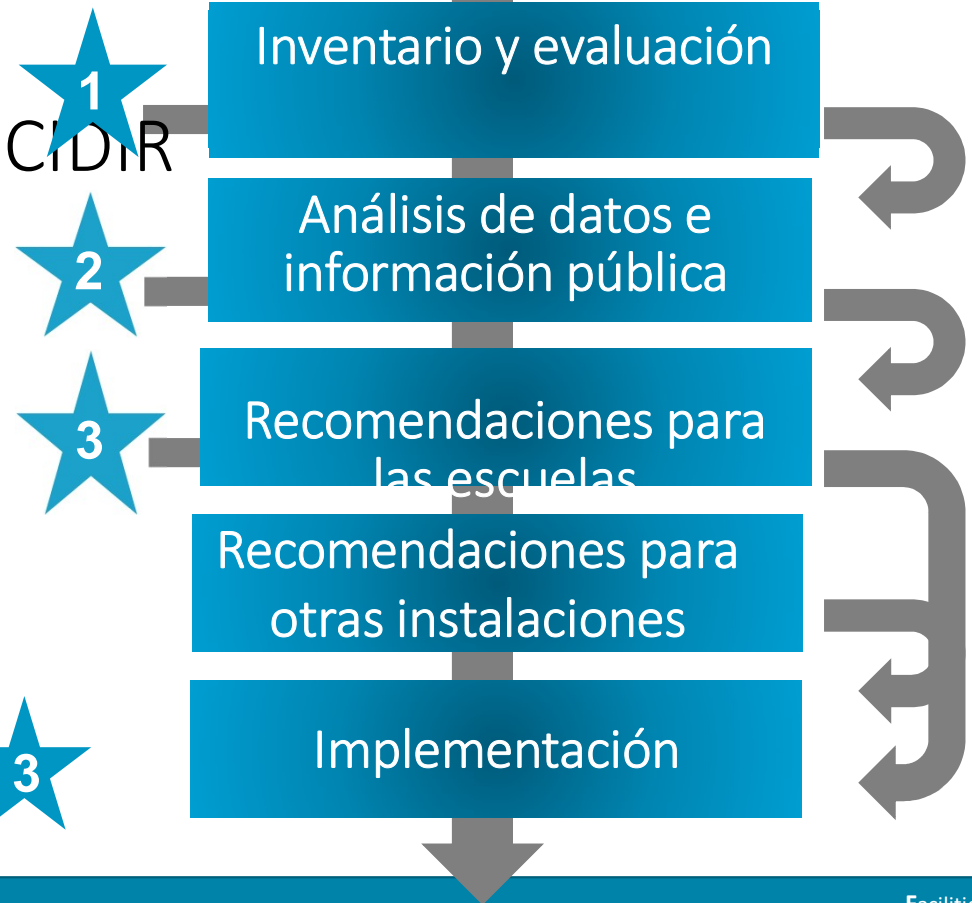 Inventario y evaluación
1
CIDIR
Análisis de datos e
información pública
2
Recomendaciones para
las escuelas
3
Recomendaciones para
otras instalaciones
Implementación
3